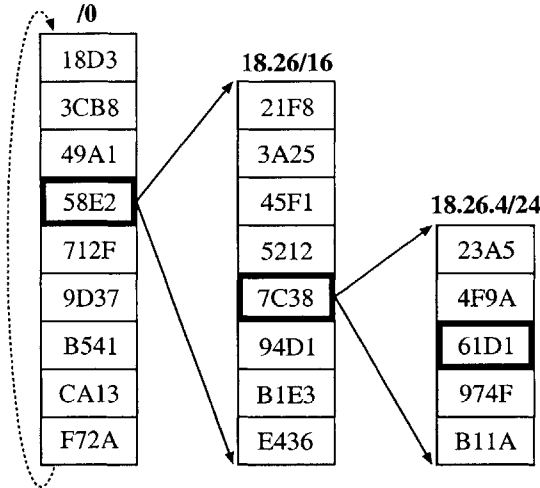 /0
18D3
3CB8
49A1
58E2
712F
9D37
B541
CA13
F72A
18.26/16
21F8
3A25
45F1
5212
7C38
94D1
B1E3
E436
18.26.4/24
23A5
4F9A
61D1
974F
B11A